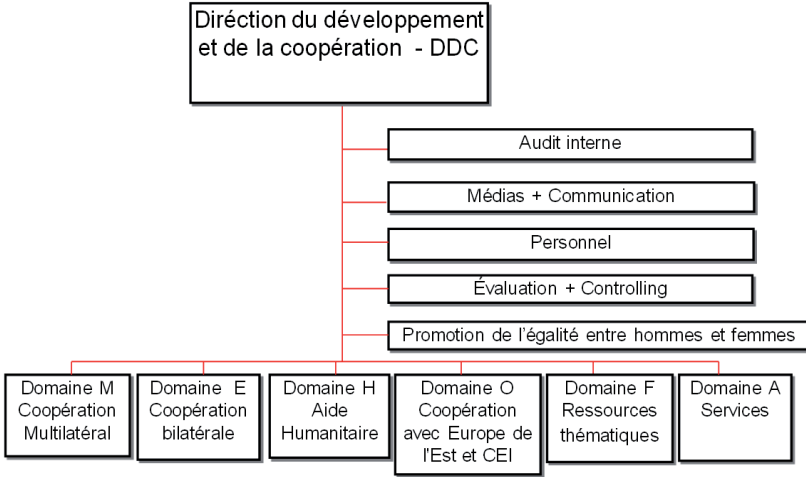 Diréction du développement
et de la coopération - DDC
Audit interne
Médias + Communication
Personnel
Évaluation + Controlling
Promotion de l'égalité entre hommes et femmes
Domaine M
Coopération
Multilatéral
Domaine E
Coopération
bilatérale
Domaine H
Aide
Humanitaire
Domaine O
Coopération
avec Europe de
l'Est et CEI
Domaine F
Ressources
thématiques
Domaine A
Services